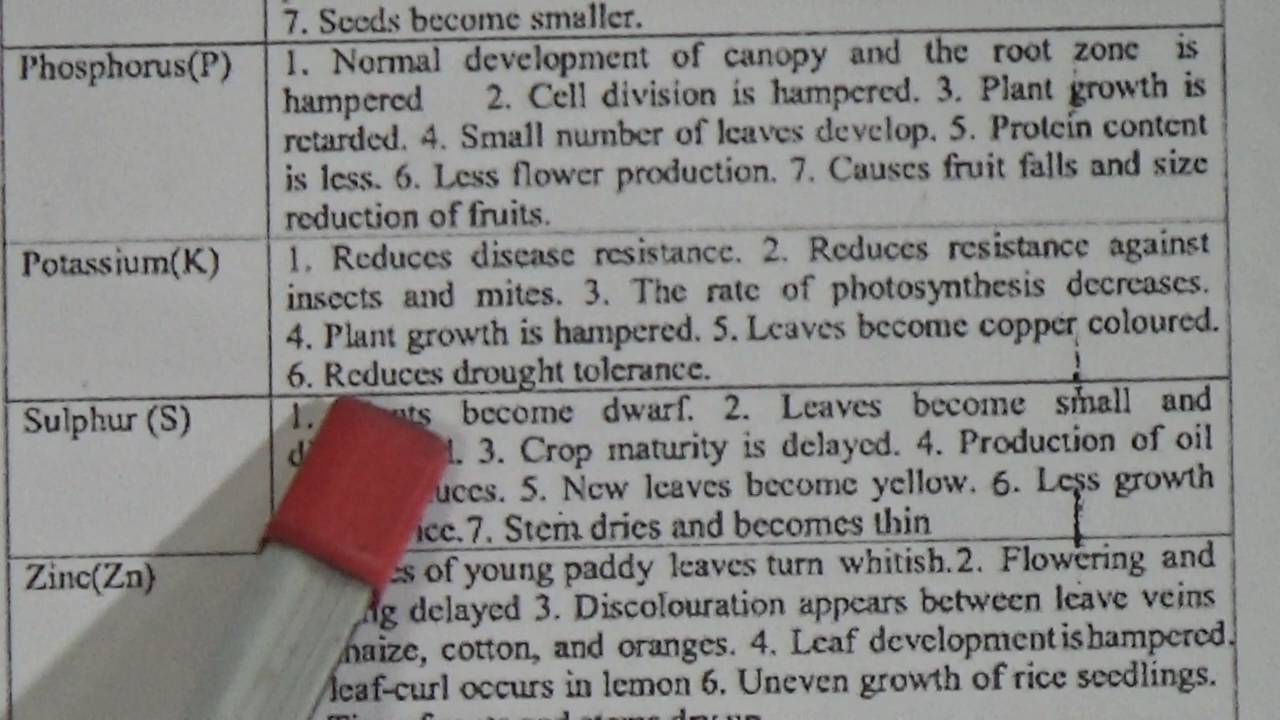 7. Seeds become smaller.
Phosphorus(P)
1. Normal development of canopy and the root zone is
hampered 2. Cell division is hampered. 3. Plant growth is
retarded. 4. Small number of leaves develop. 5. Protein content
is less. 6. Less flower production. 7. Causes fruit falls and size
reduction of fruits.
Potassium(K)
1. Reduces disease resistance. 2. Reduces resistance against
insects and mites. 3. The rate of photosynthesis decreases.
4. Plant growth is hampered. 5. Leaves become copper coloured.
6. Reduces drought tolerance.
Sulphur (S)
1. become dwarf. 2. Leaves become small and
3. Crop maturity is delayed. 4. Production of oil
5. New leaves become yellow. 6. Less growth
7. Stem dries and becomes thin
Zinc(Zn)
of young paddy leaves turn whitish.2. Flowering and
delayed 3. Discolouration appears between leave veins
maize, cotton, and oranges. 4. Leaf development is hampered.
leaf-curl occurs in lemon 6. Uneven growth of rice seedlings.